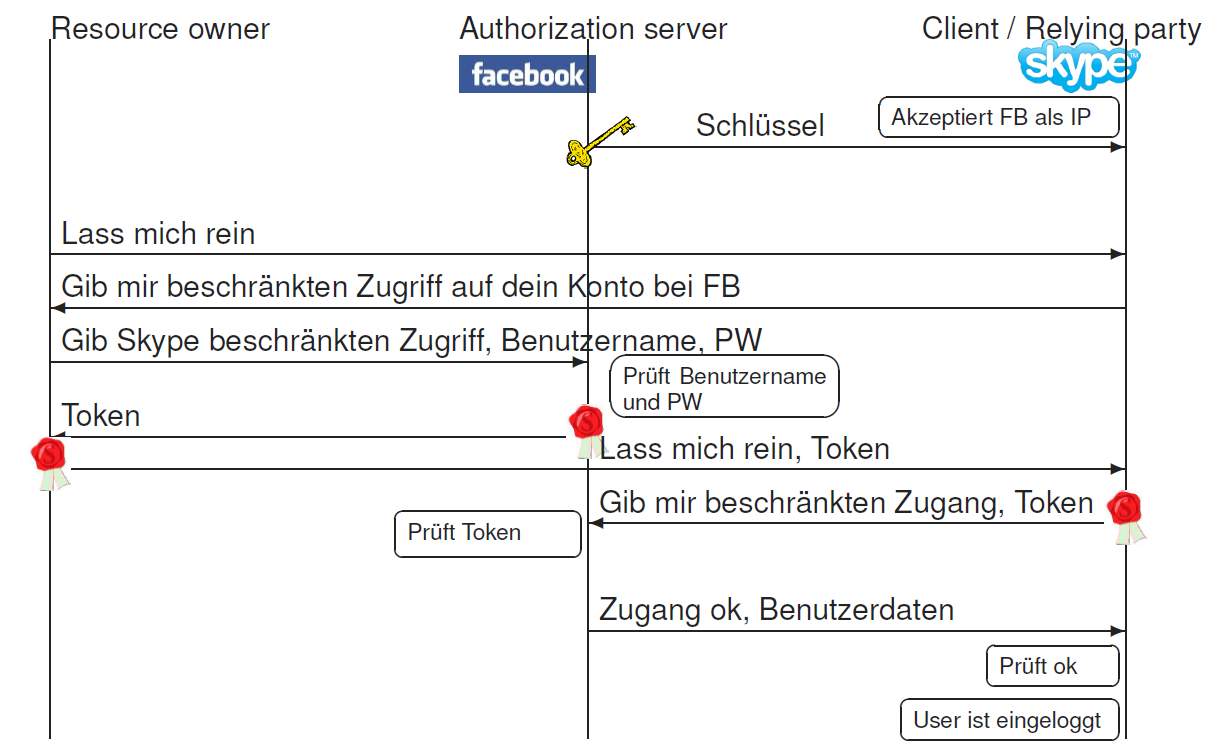 Resource owner
Authorization server
Client / Relying party
facebook
skype™
Akzeptiert FB als IP
Schlüssel
Lass mich rein
Gib mir beschränkten Zugriff auf dein Konto bei FB
Gib Skype beschränkten Zugriff, Benutzername, PW
Prüft Benutzername
und PW
Token
Lass mich rein, Token
Gib mir beschränkten Zugang, Token
Prüft Token
Zugang ok, Benutzerdaten
Prüft ok
User ist eingeloggt